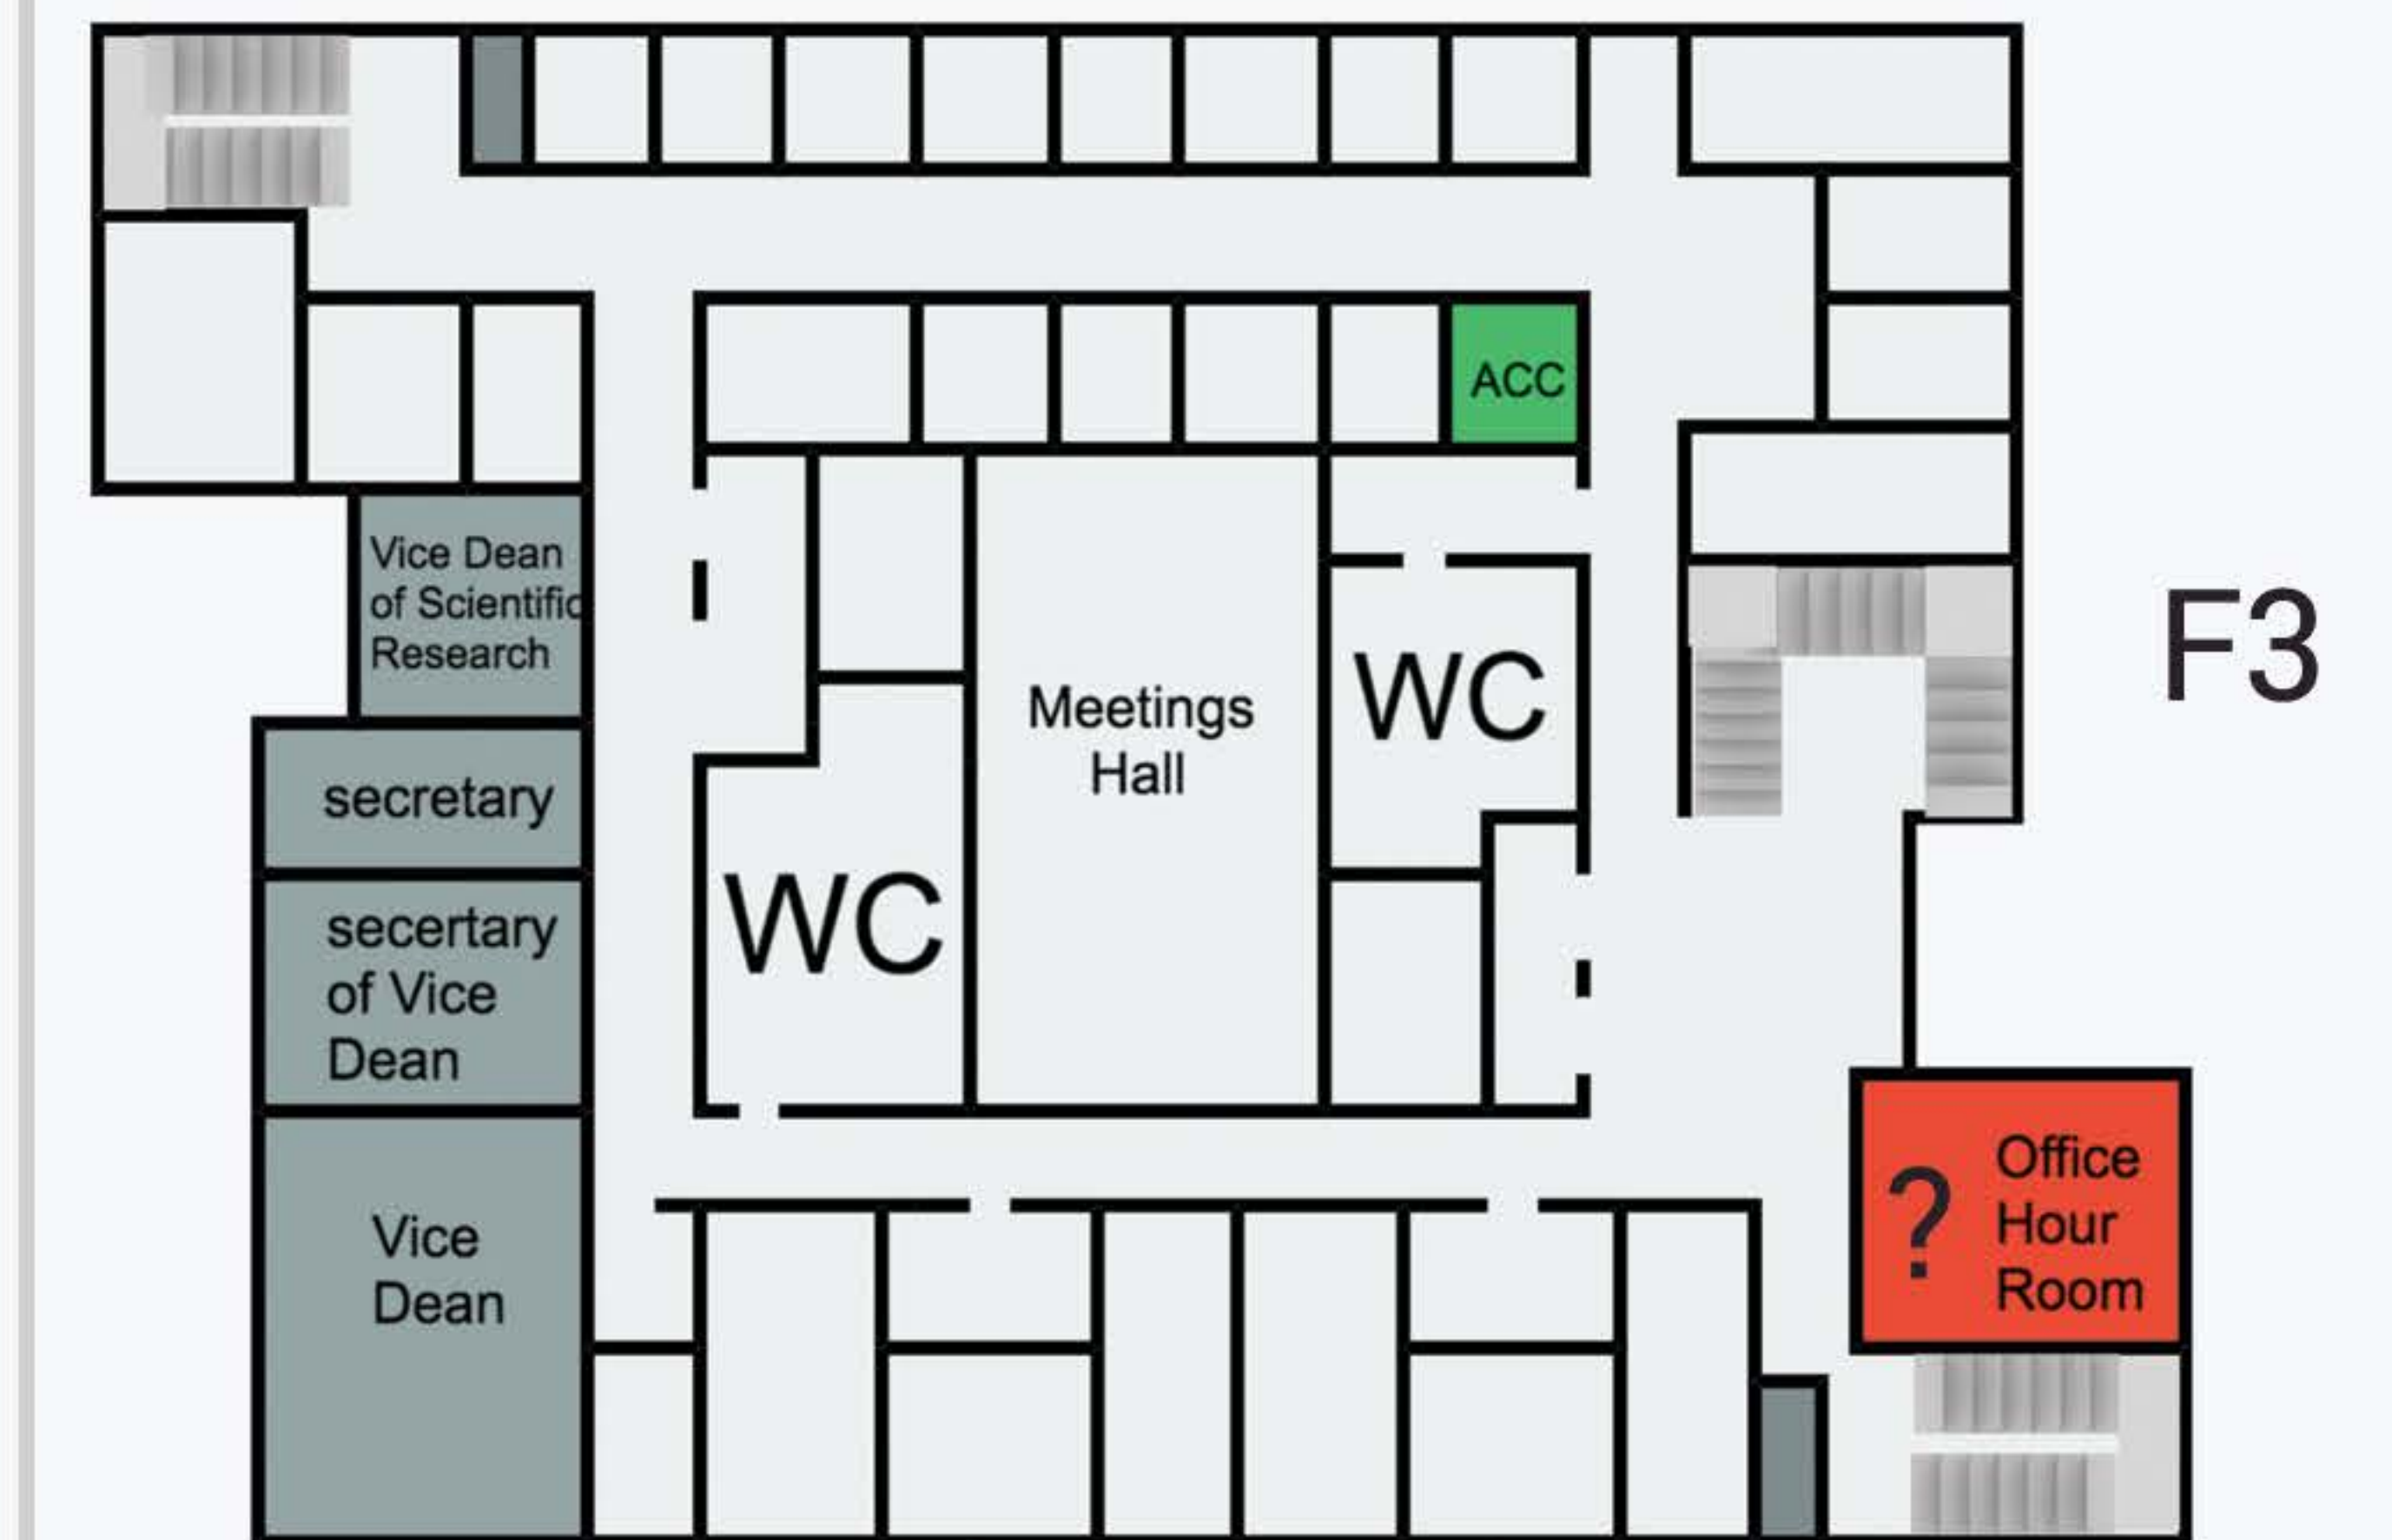 ACC
Vice Dean
of Scientific
Research
F3
Meetings
Hall
WC
secretary
WC
secertary
of Vice
Dean
? Office
Hour
Room
Vice
Dean